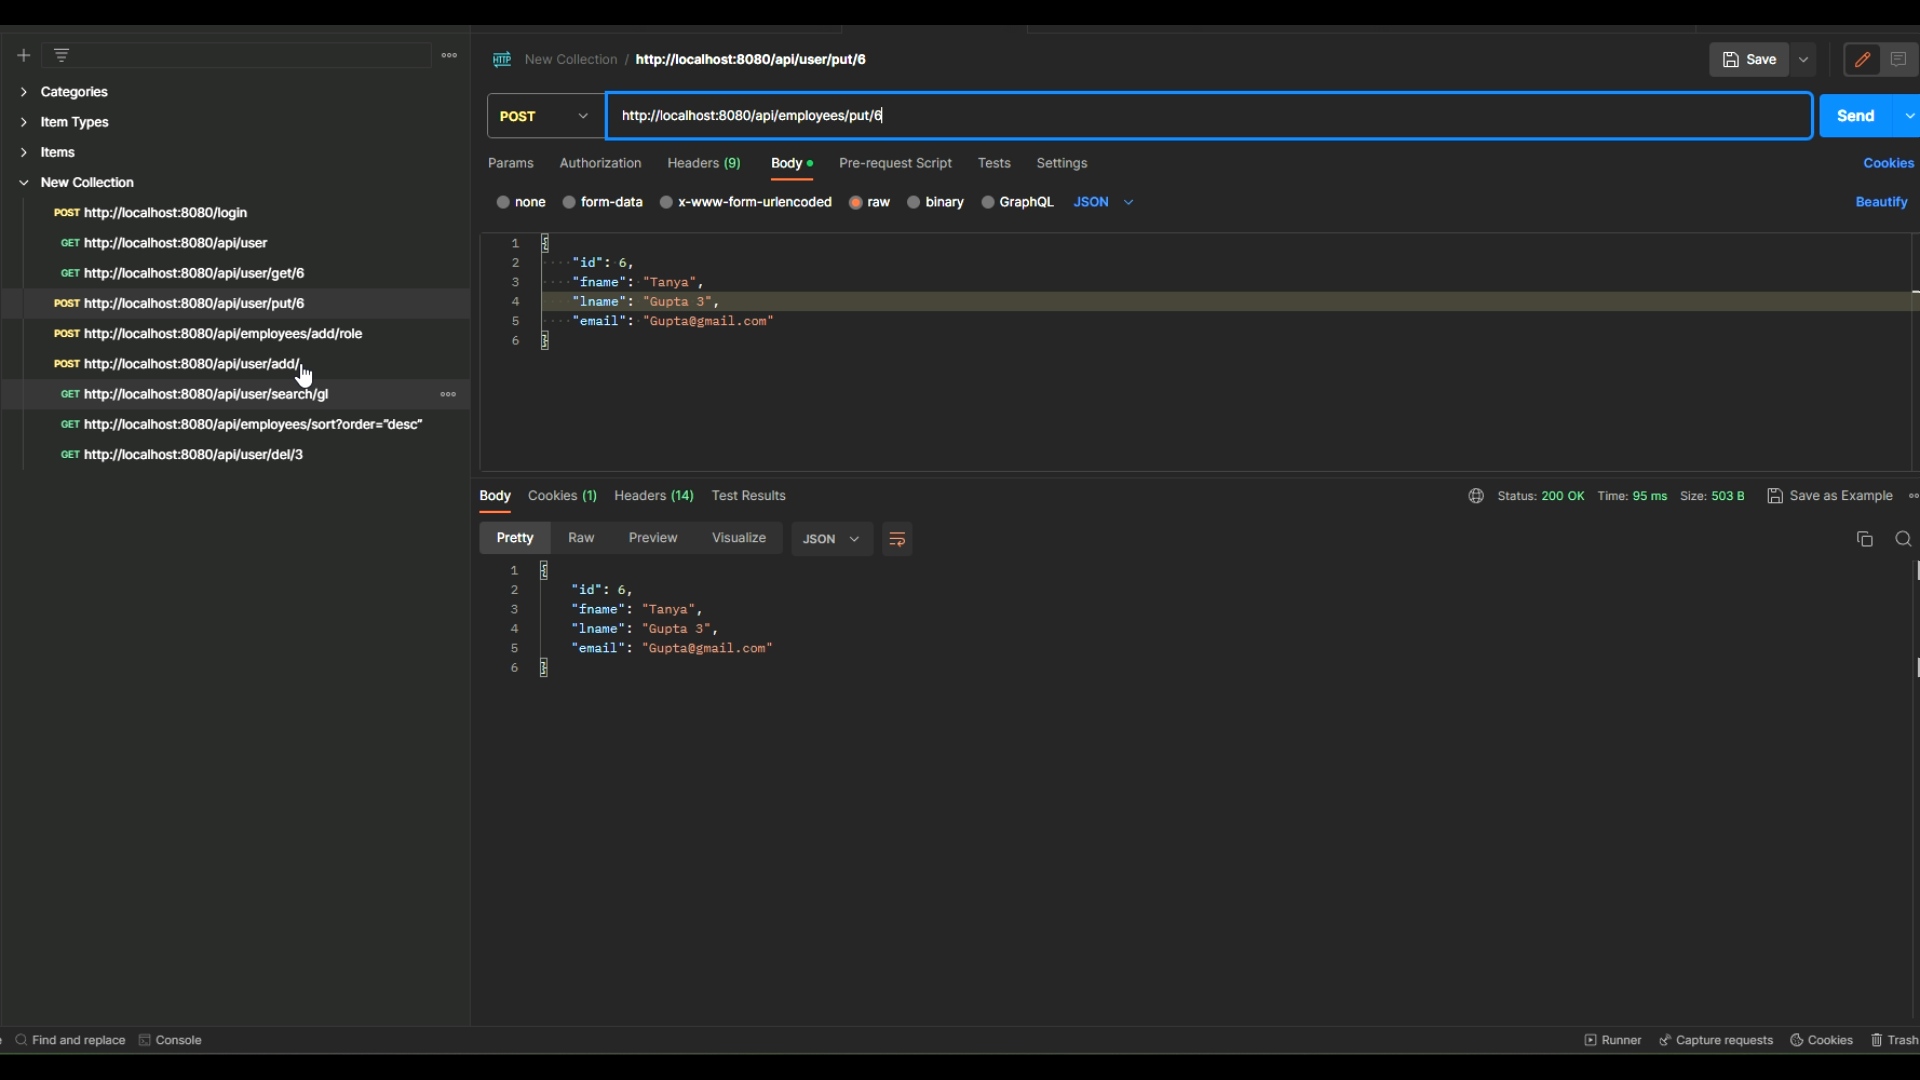 New Collection / http://localhost:8080/api/user/put/6
Save
Categories
Item Types
Items
New Collection
POST http://localhost:8080/login
GET http://localhost:8080/api/user
GET http://localhost:8080/api/user/get/6
POST http://localhost:8080/api/user/put/6
POST http://localhost:8080/api/employees/add/role
POST http://localhost:8080/api/user/add/
GET http://localhost:8080/api/user/search/gl
GET http://localhost:8080/api/employees/sort?order="desc"
GET http://localhost:8080/api/user/del/3
POST http://localhost:8080/api/employees/put/6 Send
Params Authorization Headers (9) Body Pre-request Script Tests Settings Cookies
none form-data x-www-form-urlencoded raw binary GraphQL JSON Beautify
1 {
2 "id": 6,
3 "fname": "Tanya",
4 "lname": "Gupta 3",
5 "email": "Gupta@gmail.com"
6 }
Body Cookies (1) Headers (14) Test Results Status: 200 OK Time: 95 ms Size: 503 B Save as Example
Pretty Raw Preview Visualize JSON
1 {
2 "id": 6,
3 "fname": "Tanya",
4 "lname": "Gupta 3",
5 "email": "Gupta@gmail.com"
6 }
Find and replace Console Runner Capture requests Cookies Trash